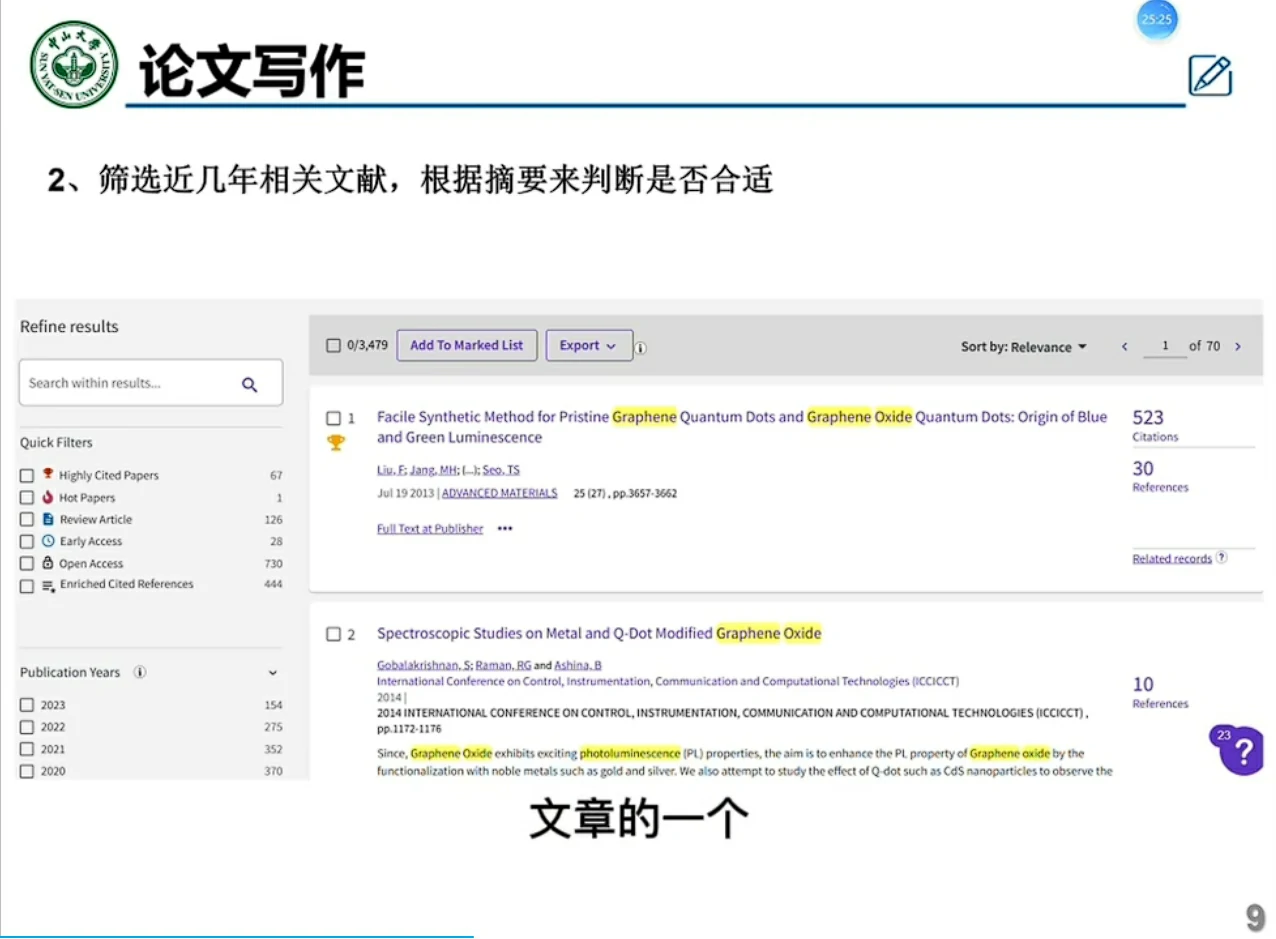 25:25
中山大学
SUN YAT-SEN UNIVERSITY
论文写作
2、筛选近几年相关文献，根据摘要来判断是否合适
Refine results
Search within results...
Quick Filters
Highly Cited Papers 67
Hot Papers 1
Review Article 126
Early Access 28
Open Access 730
Enriched Cited References 444
Publication Years
2023 154
2022 275
2021 352
2020 370
0/3,479 Add To Marked List Export Sort by: Relevance 1 of 70
1 Facile Synthetic Method for Pristine Graphene Quantum Dots and Graphene Oxide Quantum Dots: Origin of Blue
and Green Luminescence
Liu, F; Jang, MH; (...); Seo, TS
Jul 19 2013 | ADVANCED MATERIALS 25 (27) , pp.3657-3662
Full Text at Publisher •••
523
Citations
30
References
Related records ?
2 Spectroscopic Studies on Metal and Q-Dot Modified Graphene Oxide
Gobalakrishnan, S; Raman, RG and Ashina, B
International Conference on Control, Instrumentation, Communication and Computational Technologies (ICCICCT)
2014 |
2014 INTERNATIONAL CONFERENCE ON CONTROL, INSTRUMENTATION, COMMUNICATION AND COMPUTATIONAL TECHNOLOGIES (ICCICCT) ,
pp.1172-1176
Since, Graphene Oxide exhibits exciting photoluminescence (PL) properties, the aim is to enhance the PL property of Graphene oxide by the
functionalization with noble metals such as gold and silver. We also attempt to study the effect of Q-dot such as CdS nanoparticles to observe the
10
References
23
?
文章的一个
9